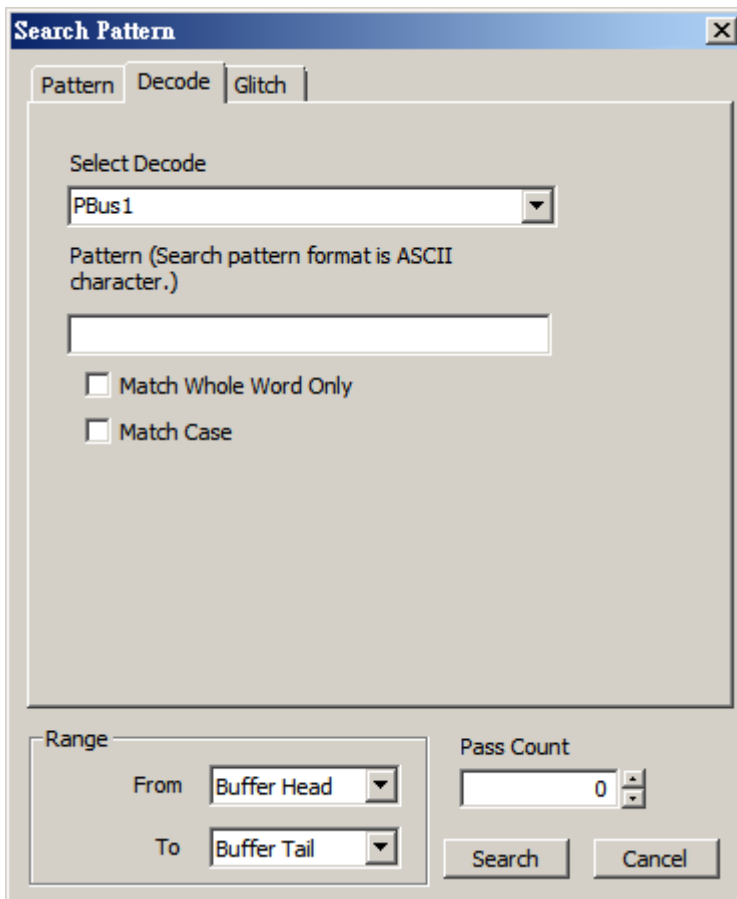 Search Pattern
Pattern Decode Glitch
Select Decode
PBus1
Pattern (Search pattern format is ASCII
character.)
Match Whole Word Only
Match Case
Range
From Buffer Head
To Buffer Tail
Pass Count
0
Search Cancel